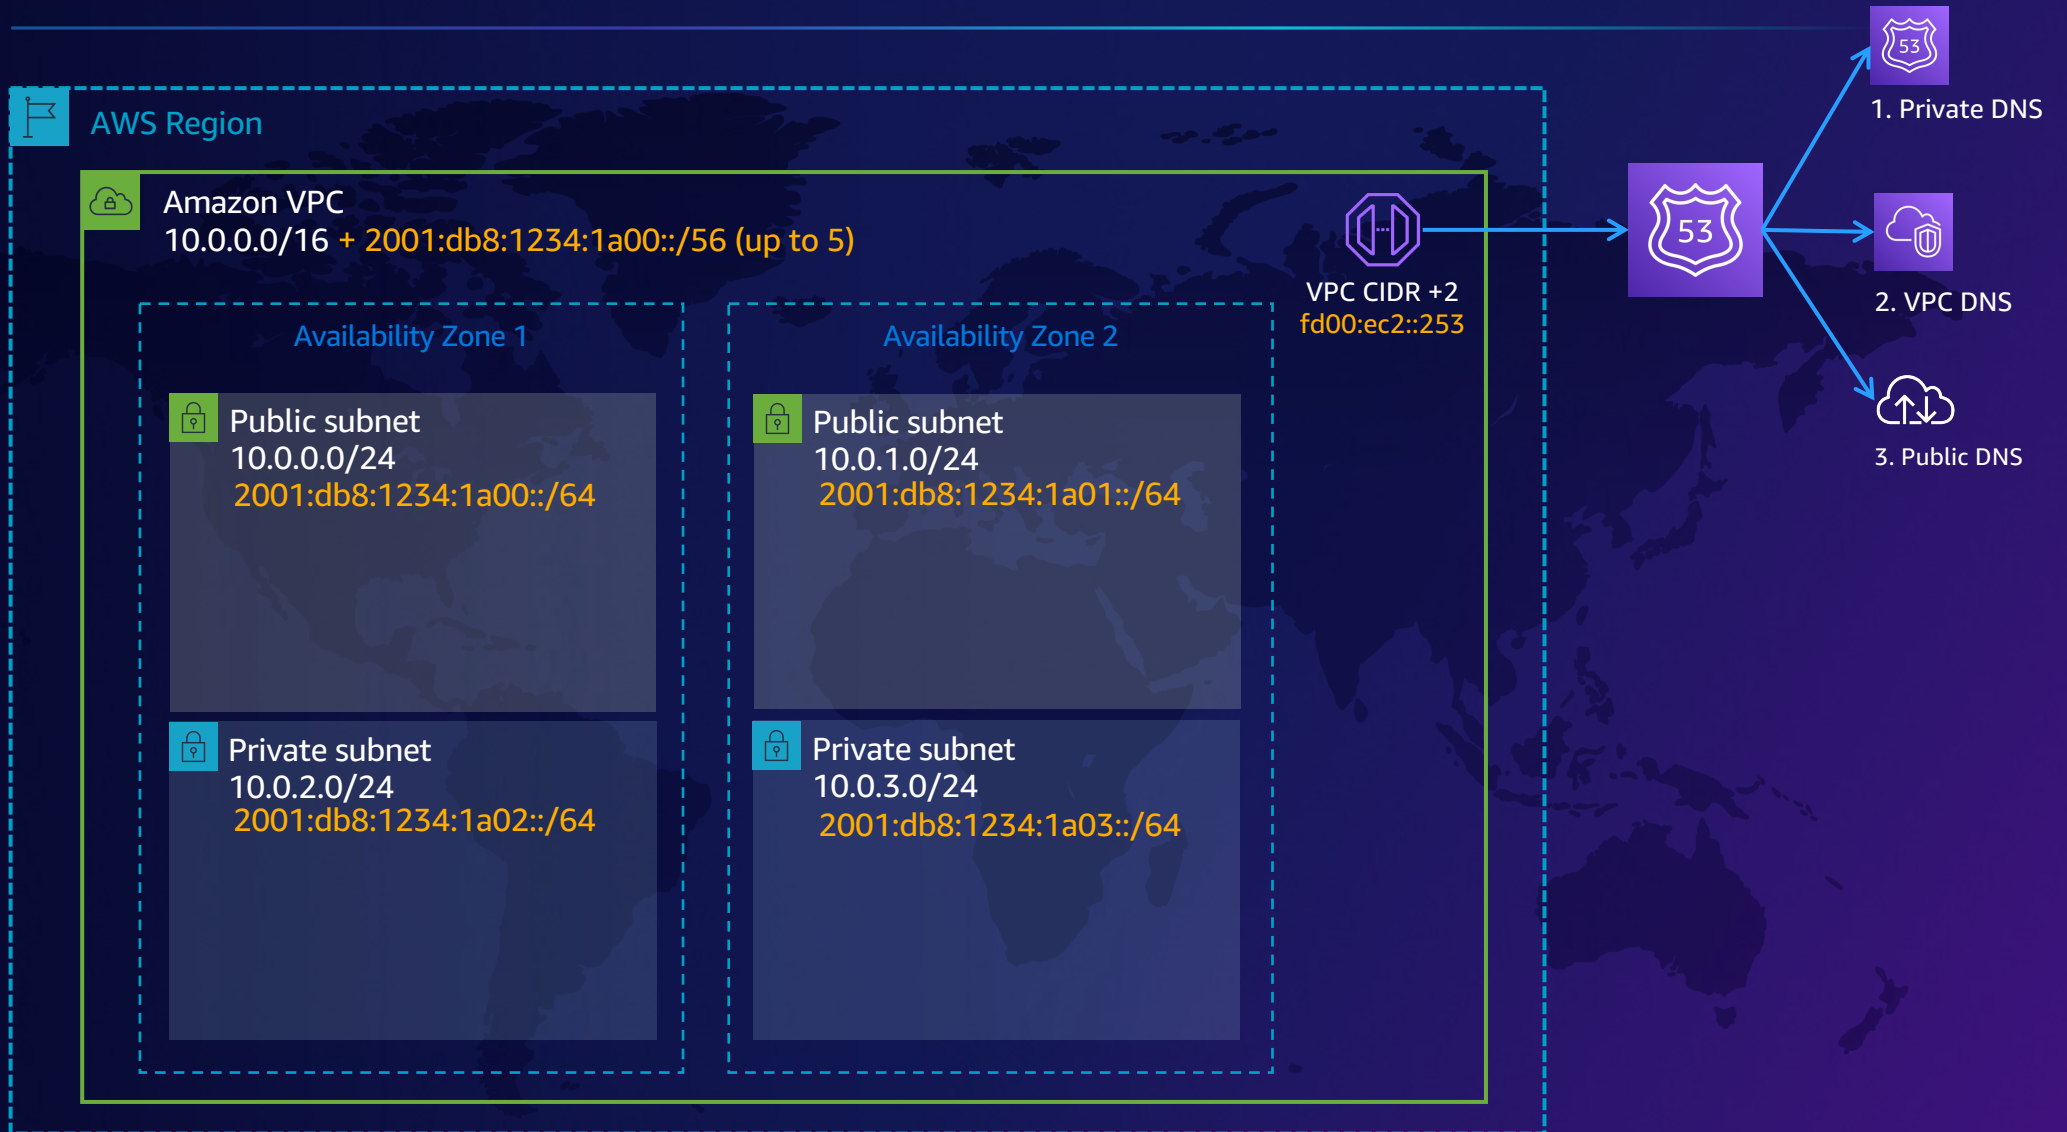 AWS Region
Amazon VPC
10.0.0.0/16 + 2001:db8:1234:1a00::/56 (up to 5)
Availability Zone 1
Public subnet
10.0.0.0/24
2001:db8:1234:1a00::/64
Private subnet
10.0.2.0/24
2001:db8:1234:1a02::/64
Availability Zone 2
Public subnet
10.0.1.0/24
2001:db8:1234:1a01::/64
Private subnet
10.0.3.0/24
2001:db8:1234:1a03::/64
VPC CIDR +2
fd00:ec2::253
53
53
1. Private DNS
2. VPC DNS
3. Public DNS